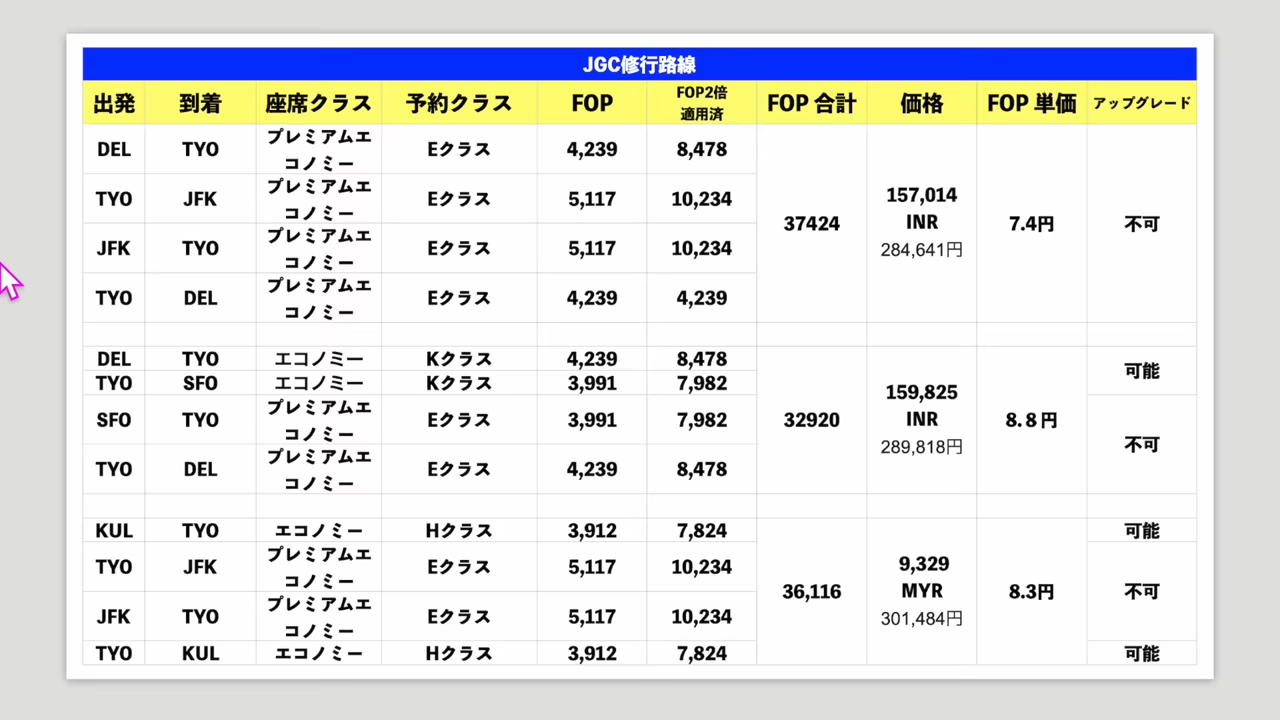 JGC修行路線
出発 到着 座席クラス 予約クラス FOP FOP2倍適用済 FOP 合計 価格 FOP 単価 アップグレード
DEL TYO プレミアムエコノミー Eクラス 4,239 8,478 37424 157,014 INR 284,641円 7.4円 不可
TYO JFK プレミアムエコノミー Eクラス 5,117 10,234
JFK TYO プレミアムエコノミー Eクラス 5,117 10,234
TYO DEL プレミアムエコノミー Eクラス 4,239 4,239
DEL TYO エコノミー Kクラス 4,239 8,478 32920 159,825 INR 289,818円 8.８円 可能
TYO SFO エコノミー Kクラス 3,991 7,982
SFO TYO プレミアムエコノミー Eクラス 3,991 7,982 不可
TYO DEL プレミアムエコノミー Eクラス 4,239 8,478
KUL TYO エコノミー Hクラス 3,912 7,824 36,116 9,329 MYR 301,484円 8.3円 可能
TYO JFK プレミアムエコノミー Eクラス 5,117 10,234 不可
JFK TYO プレミアムエコノミー Eクラス 5,117 10,234
TYO KUL エコノミー Hクラス 3,912 7,824 可能